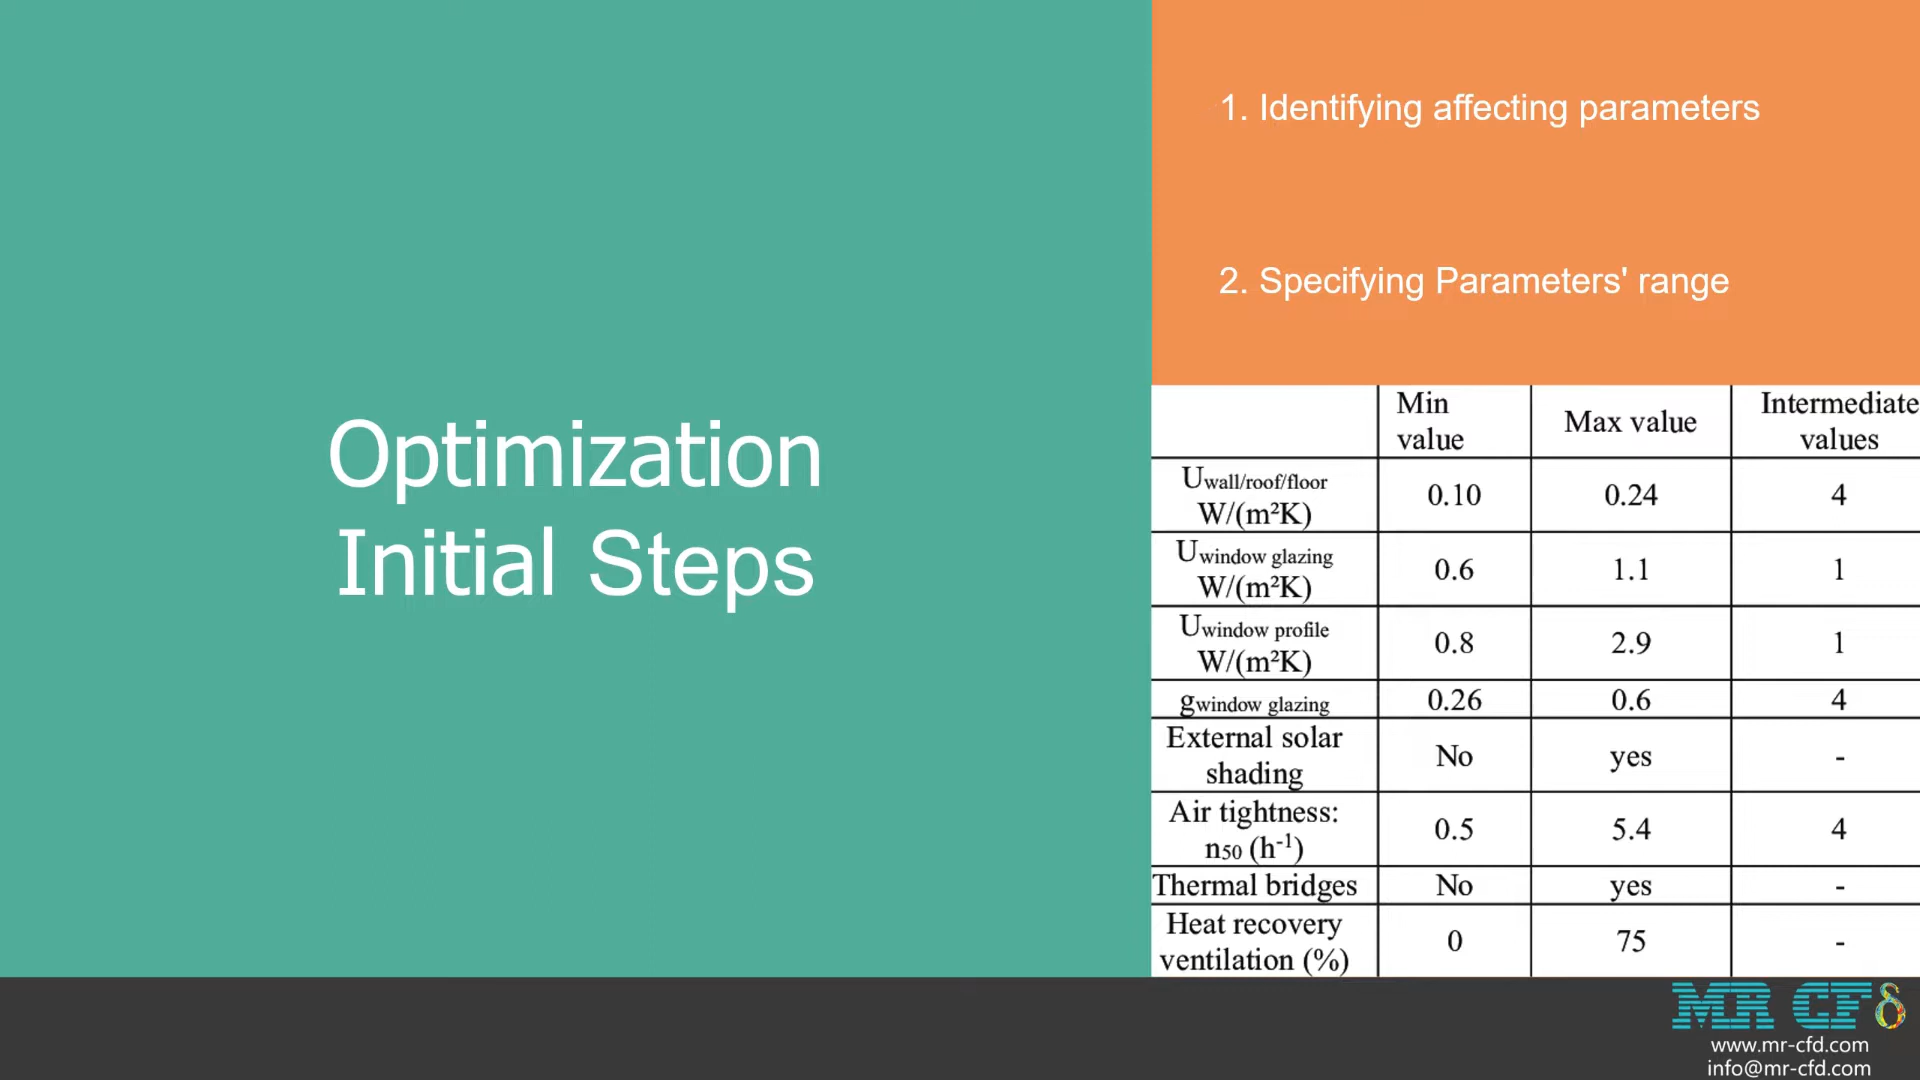 Optimization
Initial Steps
1. Identifying affecting parameters
2. Specifying Parameters' range
Min value | Max value | Intermediate values
Uwall/roof/floor W/(m²K) | 0.10 | 0.24 | 4
Uwindow glazing W/(m²K) | 0.6 | 1.1 | 1
Uwindow profile W/(m²K) | 0.8 | 2.9 | 1
gwindow glazing | 0.26 | 0.6 | 4
External solar shading | No | yes | -
Air tightness: n50 (h-1) | 0.5 | 5.4 | 4
Thermal bridges | No | yes | -
Heat recovery ventilation (%) | 0 | 75 | -
MR CFδ
www.mr-cfd.com
info@mr-cfd.com